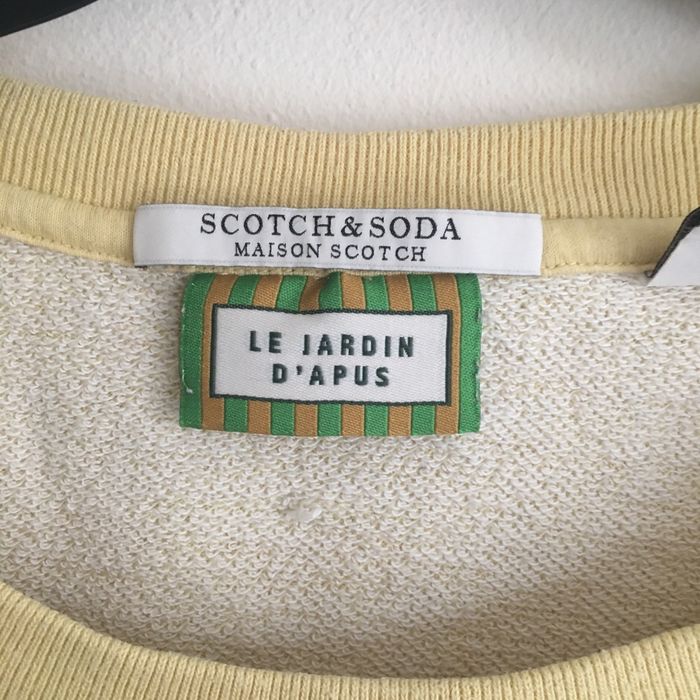 SCOTCH & SODA
MAISON SCOTCH
LE JARDIN
D'APUS